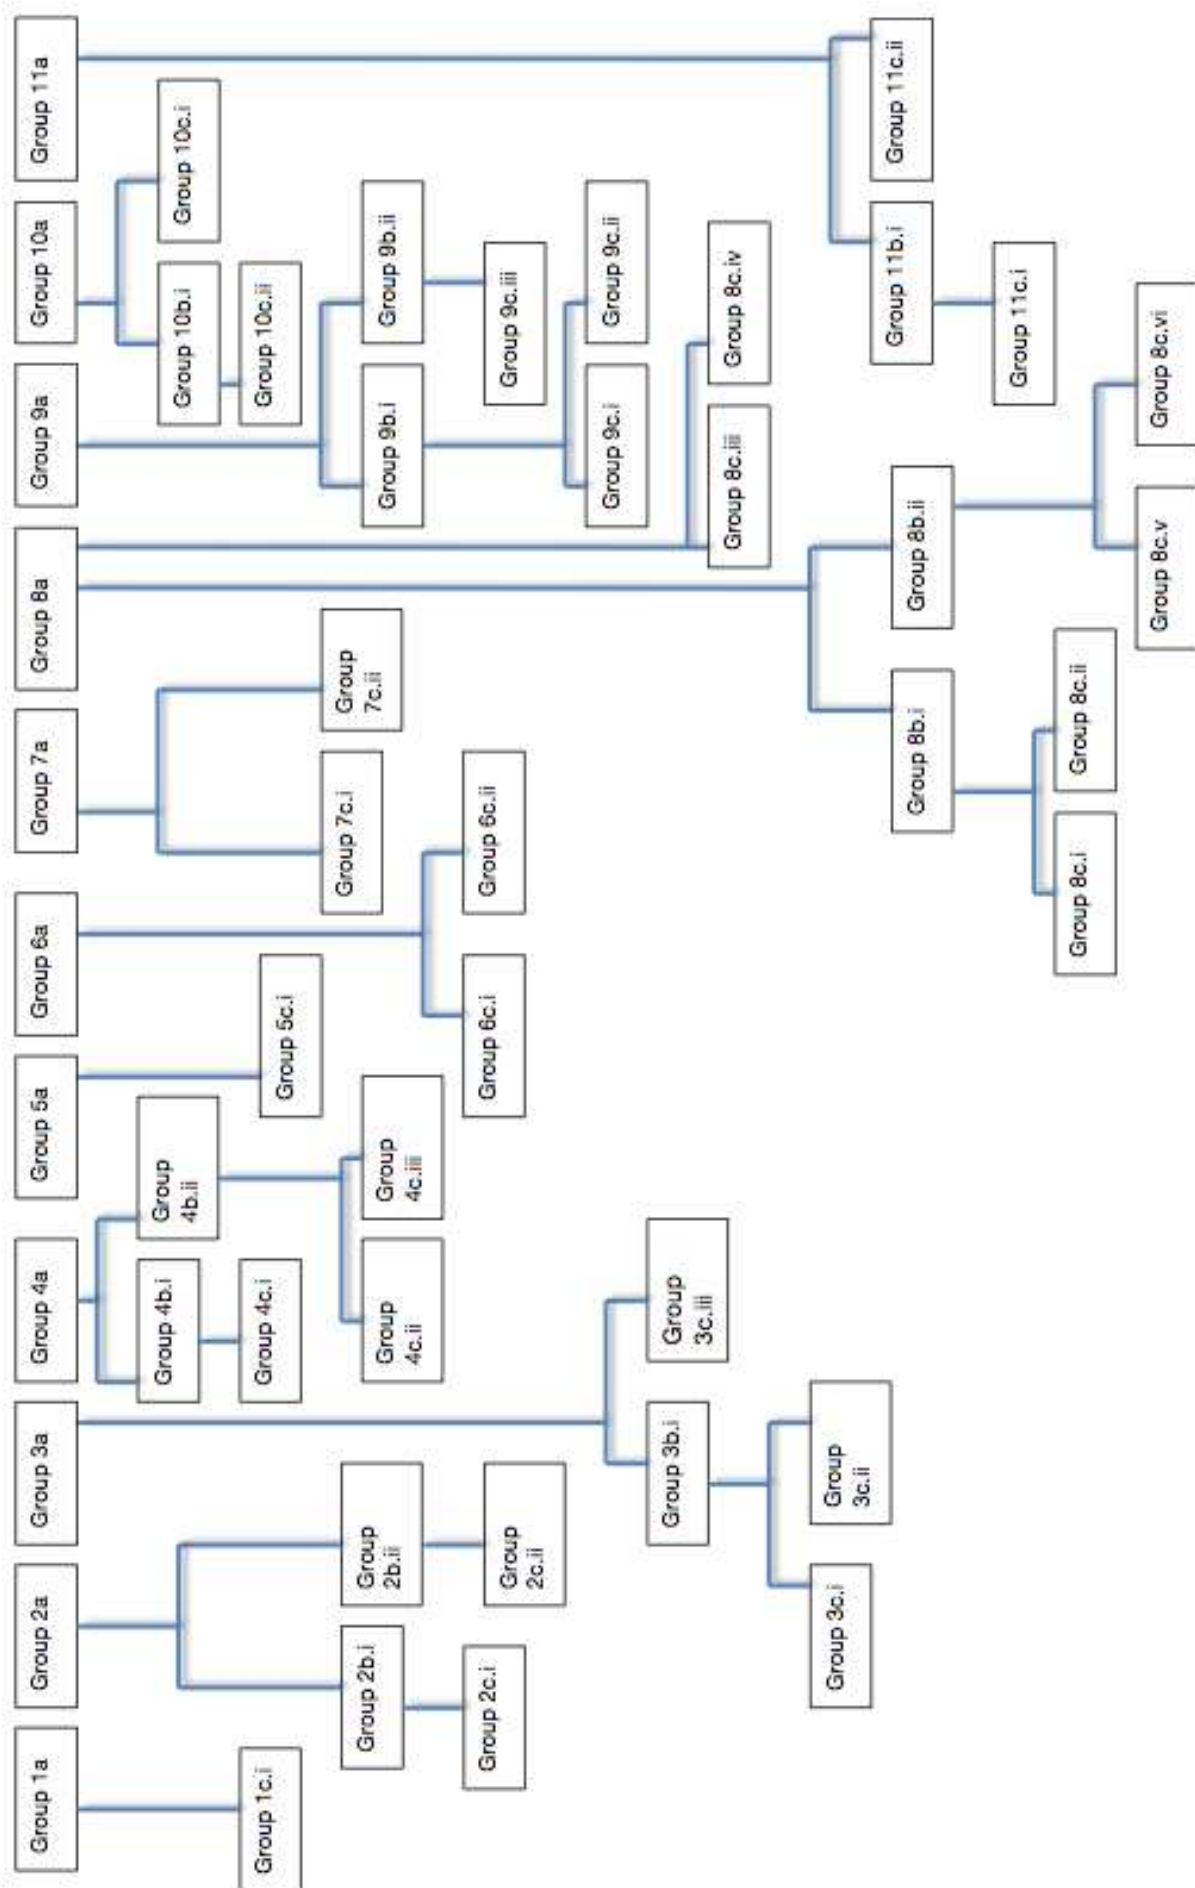 Group 1a
Group 2a
Group 3a
Group 4a
Group 5a
Group 6a
Group 7a
Group 8a
Group 9a
Group 10a
Group 11a
Group 4b.i
Group
4b.ii
Group 10b.i
Group 10c.i
Group 1c.i
Group 4c.i
Group 5c.i
Group 10c.ii
Group 2b.i
Group
2b.ii
Group
4c.ii
Group
4c.iii
Group 7c.i
Group
7c.ii
Group 9b.i
Group 9b.ii
Group 2c.i
Group
2c.ii
Group 6c.i
Group 6c.ii
Group 9c.iii
Group 9c.i
Group 9c.ii
Group 3b.i
Group
3c.iii
Group 8c.iii
Group 8c.iv
Group 3c.i
Group
3c.ii
Group 8b.i
Group 8b.ii
Group 11b.i
Group 11c.ii
Group 11c.i
Group 8c.i
Group 8c.ii
Group 8c.v
Group 8c.vi